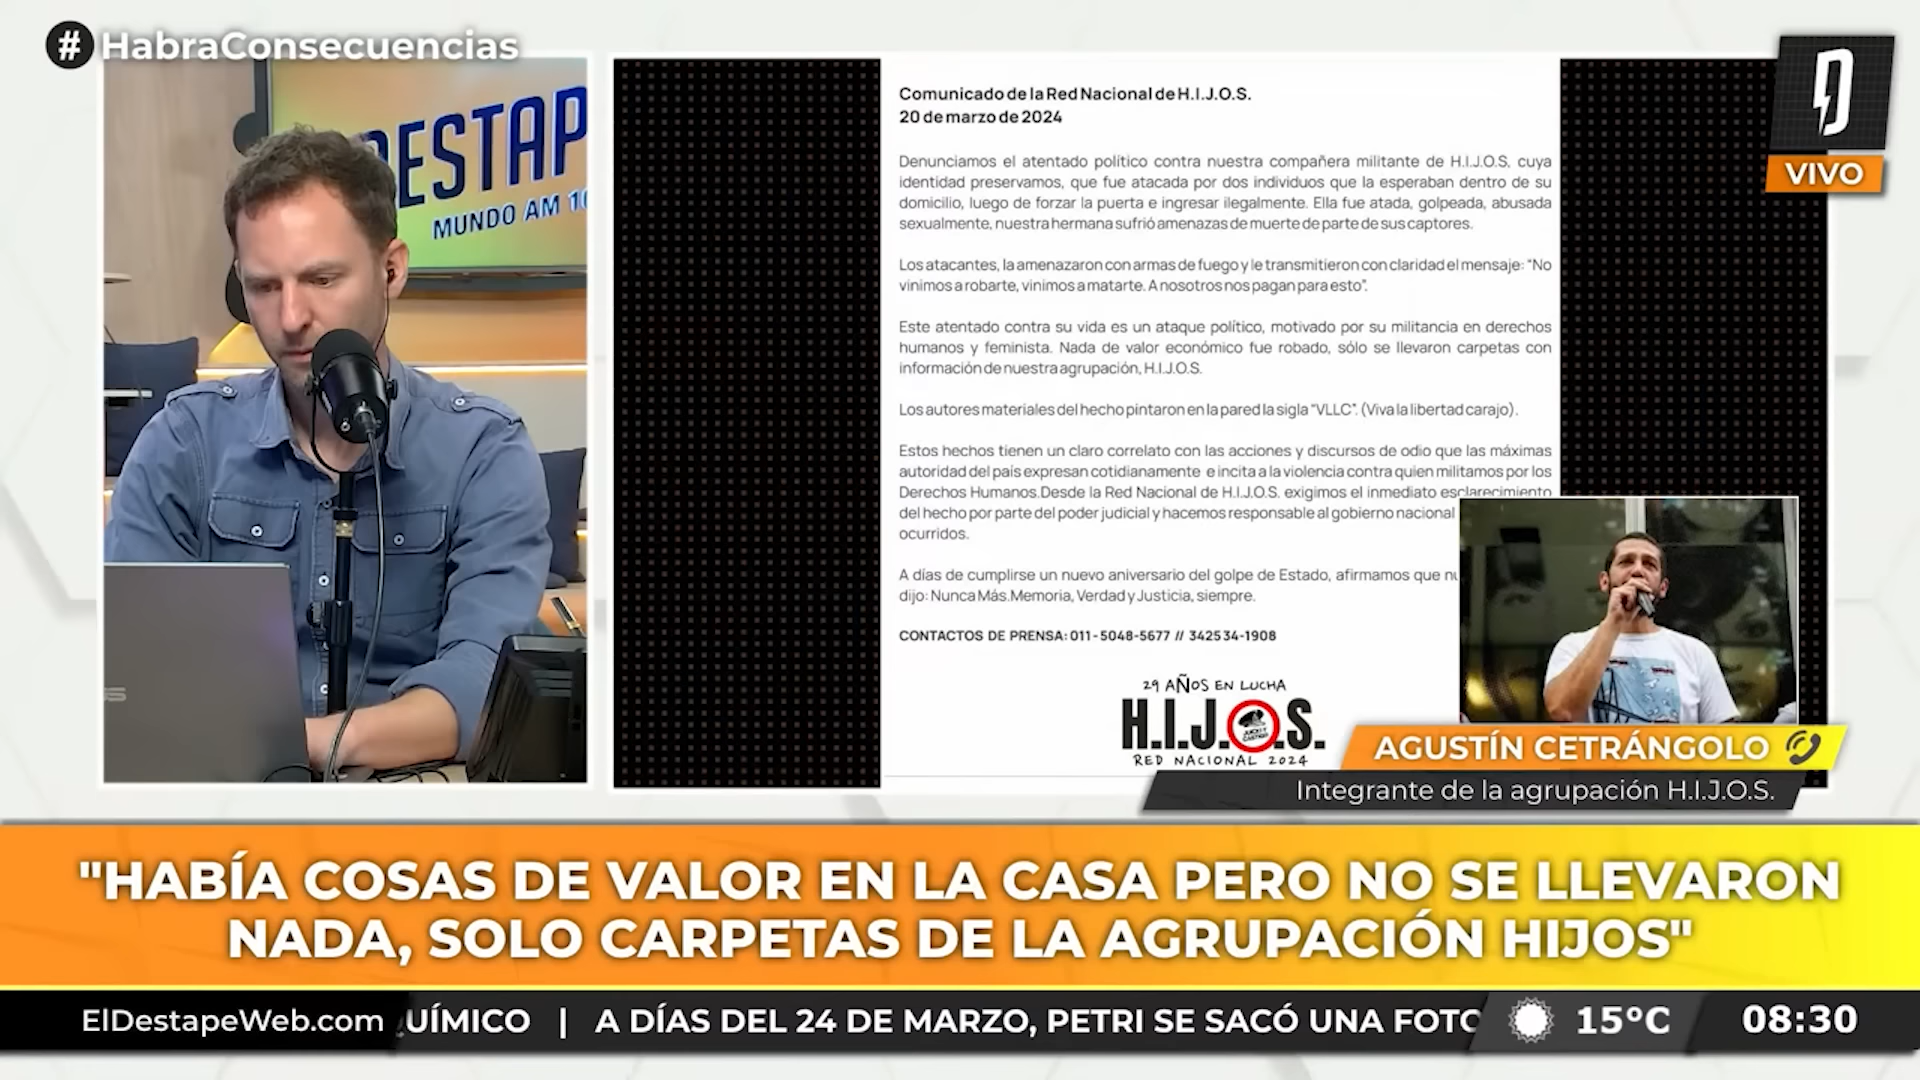 #HabraConsecuencias
DESTAP
MUNDO AM 10
Comunicado de la Red Nacional de H.I.J.O.S.
20 de marzo de 2024
Denunciamos el atentado político contra nuestra compañera militante de H.I.J.O.S, cuya
identidad preservamos, que fue atacada por dos individuos que la esperaban dentro de su
domicilio, luego de forzar la puerta e ingresar ilegalmente. Ella fue atada, golpeada, abusada
sexualmente, nuestra hermana sufrió amenazas de muerte de parte de sus captores.
Los atacantes, la amenazaron con armas de fuego y le transmitieron con claridad el mensaje: “No
vinimos a robarte, vinimos a matarte. A nosotros nos pagan para esto”.
Este atentado contra su vida es un ataque político, motivado por su militancia en derechos
humanos y feminista. Nada de valor económico fue robado, sólo se llevaron carpetas con
información de nuestra agrupación, H.I.J.O.S.
Los autores materiales del hecho pintaron en la pared la sigla “VLLC”. (Viva la libertad carajo).
Estos hechos tienen un claro correlato con las acciones y discursos de odio que las máximas
autoridad del país expresan cotidianamente e incita a la violencia contra quien militamos por los
Derechos Humanos.Desde la Red Nacional de H.I.J.O.S. exigimos el inmediato esclarecimiento
del hecho por parte del poder judicial y hacemos responsable al gobierno nacional
ocurridos.
A días de cumplirse un nuevo aniversario del golpe de Estado, afirmamos que
dijo: Nunca Más.Memoria, Verdad y Justicia, siempre.
CONTACTOS DE PRENSA: 011-5048-5677 // 342534-1908
29 AÑOS EN LUCHA
H.I.J.O.S.
JUICIO Y CASTIGO
RED NACIONAL 2024
VIVO
AGUSTÍN CETRÁNGOLO
Integrante de la agrupación H.I.J.O.S.
"HABÍA COSAS DE VALOR EN LA CASA PERO NO SE LLEVARON
NADA, SOLO CARPETAS DE LA AGRUPACIÓN HIJOS"
ElDestapeWeb.com UÍMICO | A DÍAS DEL 24 DE MARZO, PETRI SE SACÓ UNA FOTO 15°C 08:30